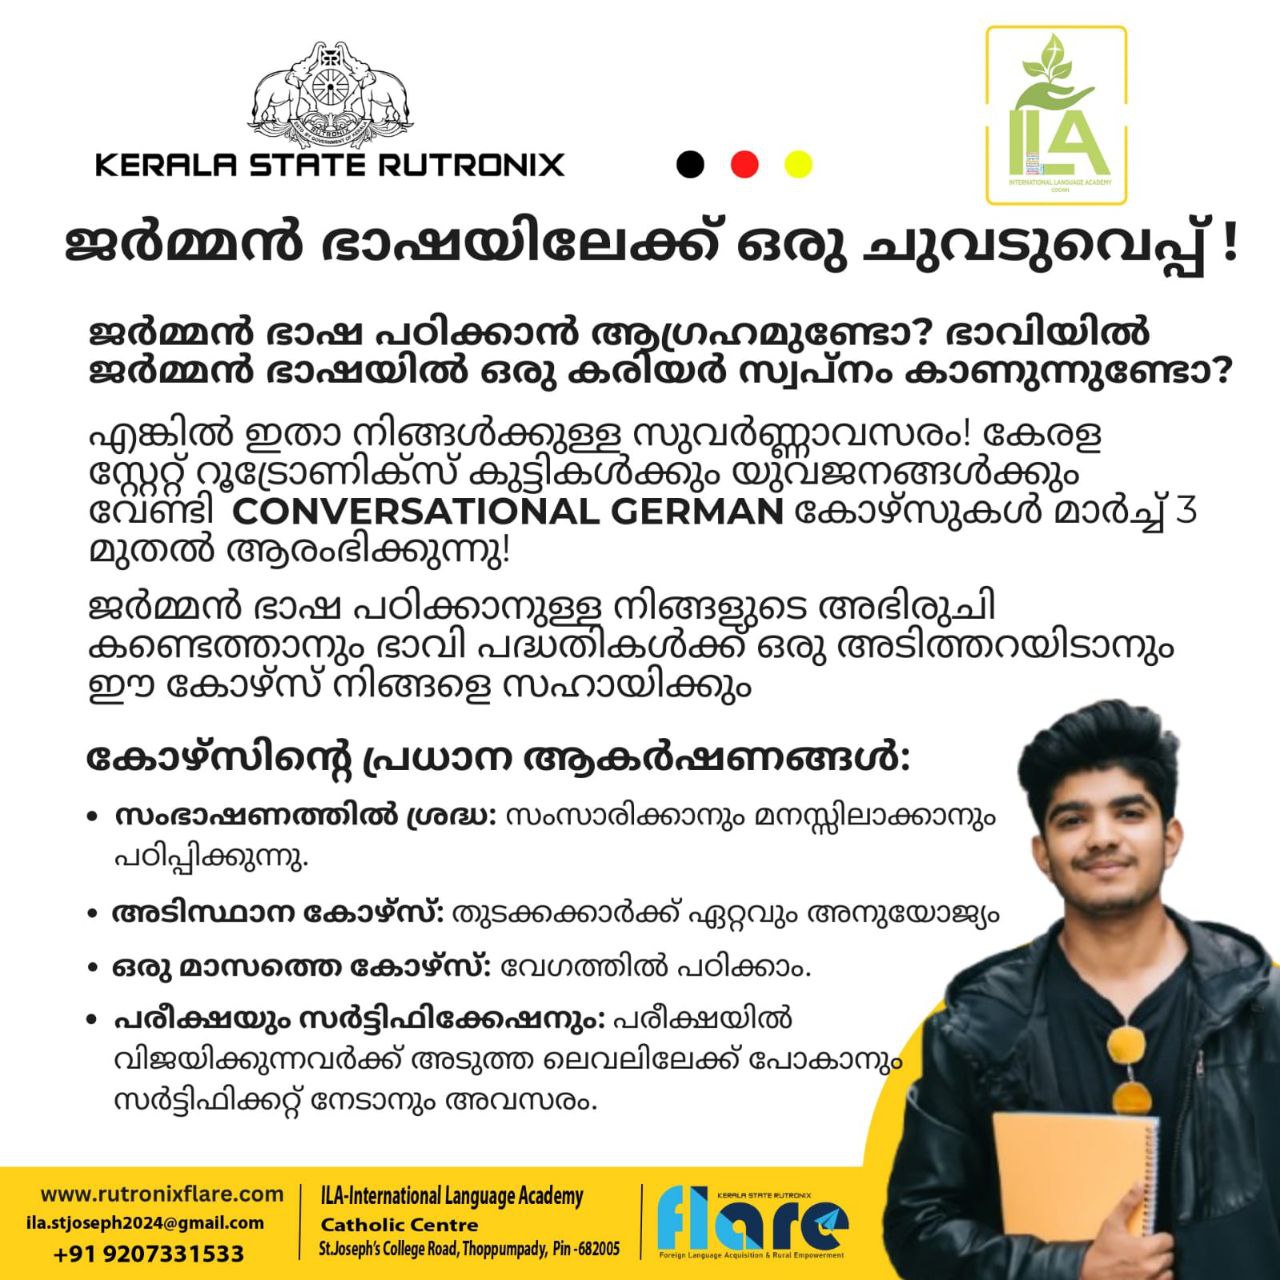 KERALA STATE RUTRONIX
ILA
INTERNATIONAL LANGUAGE ACADEMY
ജർമ്മൻ ഭാഷയിലേക്ക് ഒരു ചുവടുവെപ്പ് !
ജർമ്മൻ ഭാഷ പഠിക്കാൻ ആഗ്രഹമുണ്ടോ? ഭാവിയിൽ
ജർമ്മൻ ഭാഷയിൽ ഒരു കരിയർ സ്വപ്നം കാണുന്നുണ്ടോ?
എങ്കിൽ ഇതാ നിങ്ങൾക്കുള്ള സുവർണ്ണാവസരം! കേരള
സ്റ്റേറ്റ് റൂട്രോണിക്സ് കുട്ടികൾക്കും യുവജനങ്ങൾക്കും
വേണ്ടി CONVERSATIONAL GERMAN കോഴ്സുകൾ മാർച്ച് 3
മുതൽ ആരംഭിക്കുന്നു!
ജർമ്മൻ ഭാഷ പഠിക്കാനുള്ള നിങ്ങളുടെ അഭിരുചി
കണ്ടെത്താനും ഭാവി പദ്ധതികൾക്ക് ഒരു അടിത്തറയിടാനും
ഈ കോഴ്സ് നിങ്ങളെ സഹായിക്കും
കോഴ്സിന്റെ പ്രധാന ആകർഷണങ്ങൾ:
• സംഭാഷണത്തിൽ ശ്രദ്ധ: സംസാരിക്കാനും മനസ്സിലാക്കാനും
പഠിപ്പിക്കുന്നു.
• അടിസ്ഥാന കോഴ്സ്: തുടക്കക്കാർക്ക് ഏറ്റവും അനുയോജ്യം
• ഒരു മാസത്തെ കോഴ്സ്: വേഗത്തിൽ പഠിക്കാം.
• പരീക്ഷയും സർട്ടിഫിക്കേഷനും: പരീക്ഷയിൽ
വിജയിക്കുന്നവർക്ക് അടുത്ത ലെവലിലേക്ക് പോകാനും
സർട്ടിഫിക്കറ്റ് നേടാനും അവസരം.
www.rutronixflare.com
ila.stjoseph2024@gmail.com
+91 9207331533
ILA-International Language Academy
Catholic Centre
St.Joseph's College Road, Thoppumpady, Pin -682005
KERALA STATE RUTRONIX
flare
Foreign Language Acquisition & Rural Empowerment